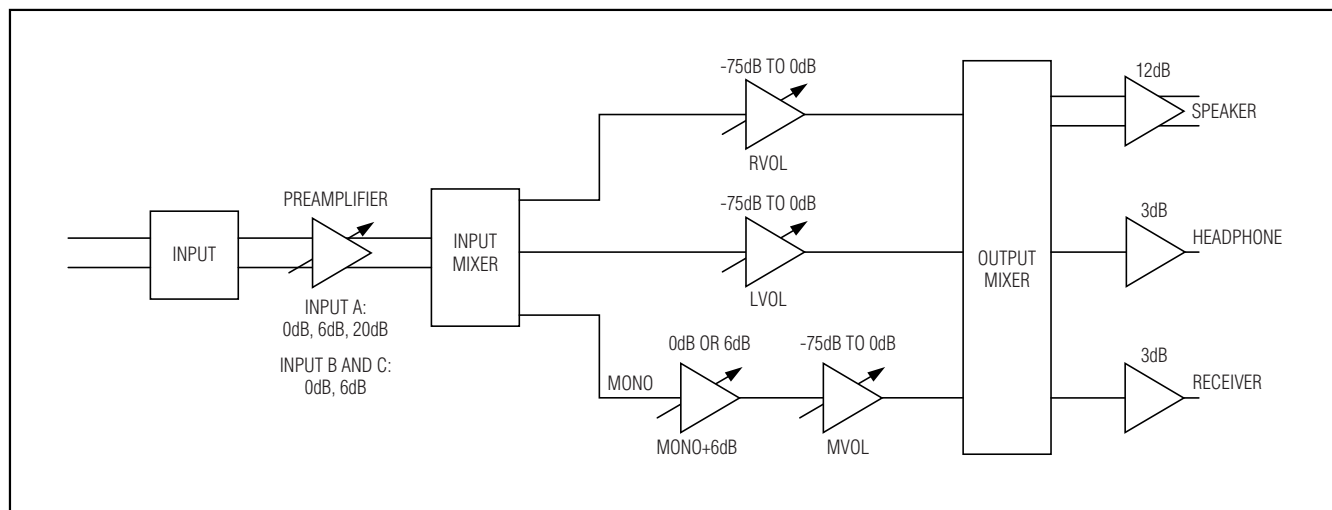 -75dB TO 0dB
RVOL
12dB
SPEAKER
PREAMPLIFIER
INPUT
INPUT A:
0dB, 6dB, 20dB
INPUT B AND C:
0dB, 6dB
INPUT
MIXER
-75dB TO 0dB
LVOL
OUTPUT
MIXER
3dB
HEADPHONE
MONO
0dB OR 6dB
MONO+6dB
-75dB TO 0dB
MVOL
3dB
RECEIVER